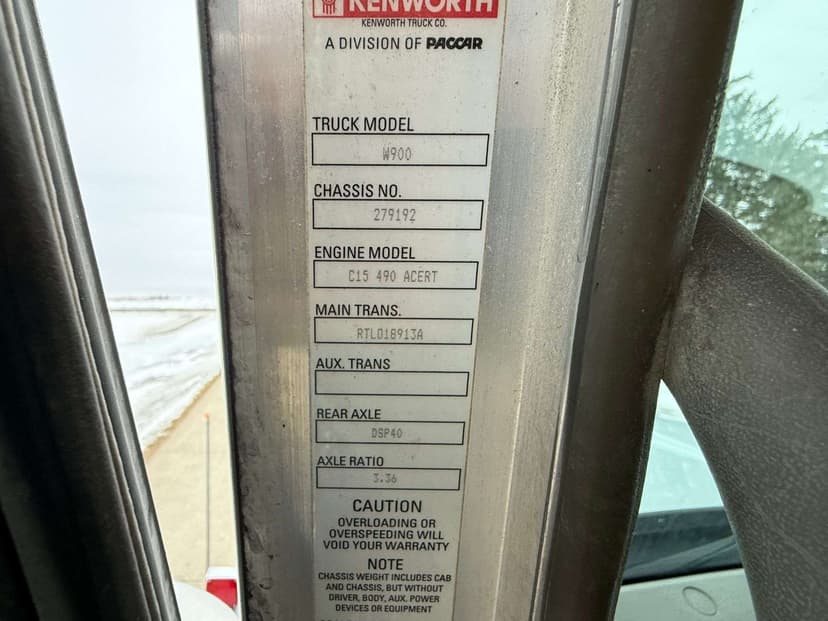 KENWORTH
KENWORTH TRUCK CO.
A DIVISION OF PACCAR
TRUCK MODEL
W900
CHASSIS NO.
279192
ENGINE MODEL
C15 490 ACERT
MAIN TRANS.
RTLO18913A
AUX. TRANS
REAR AXLE
DSP40
AXLE RATIO
3.36
CAUTION
OVERLOADING OR
OVERSPEEDING WILL
VOID YOUR WARRANTY
NOTE
CHASSIS WEIGHT INCLUDES CAB
AND CHASSIS, BUT WITHOUT
DRIVER, BODY, AUX. POWER
DEVICES OR EQUIPMENT